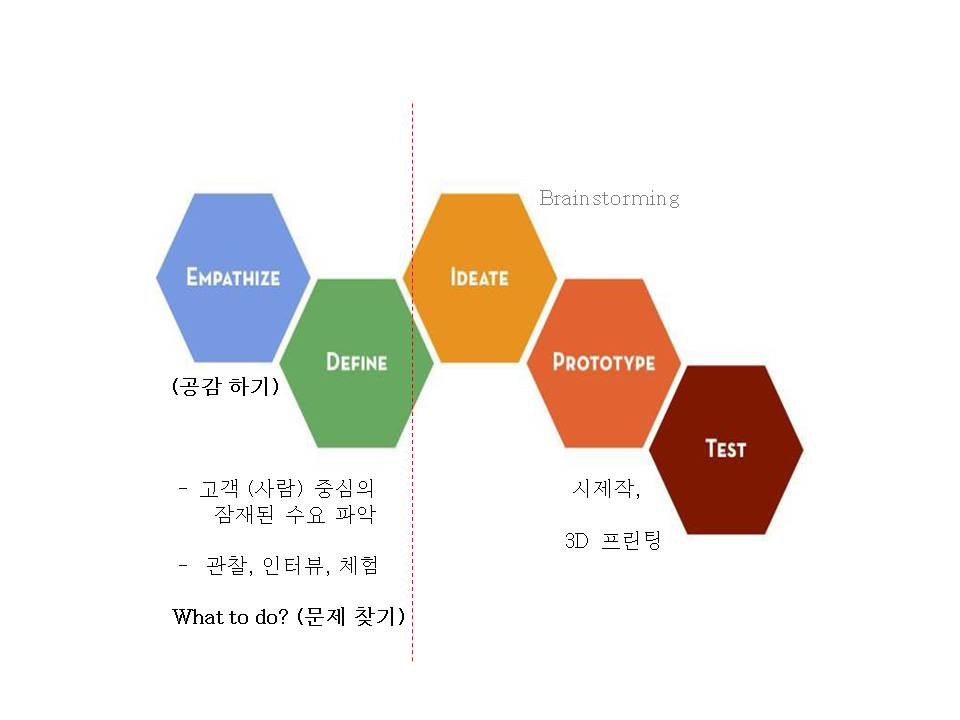 Brainstorming
EMPATHIZE
IDEATE
DEFINE
PROTOTYPE
(공감 하기)
TEST
- 고객 (사람) 중심의
잠재된 수요 파악
- 관찰, 인터뷰, 체험
What to do? (문제 찾기)
시제작,
3D 프린팅